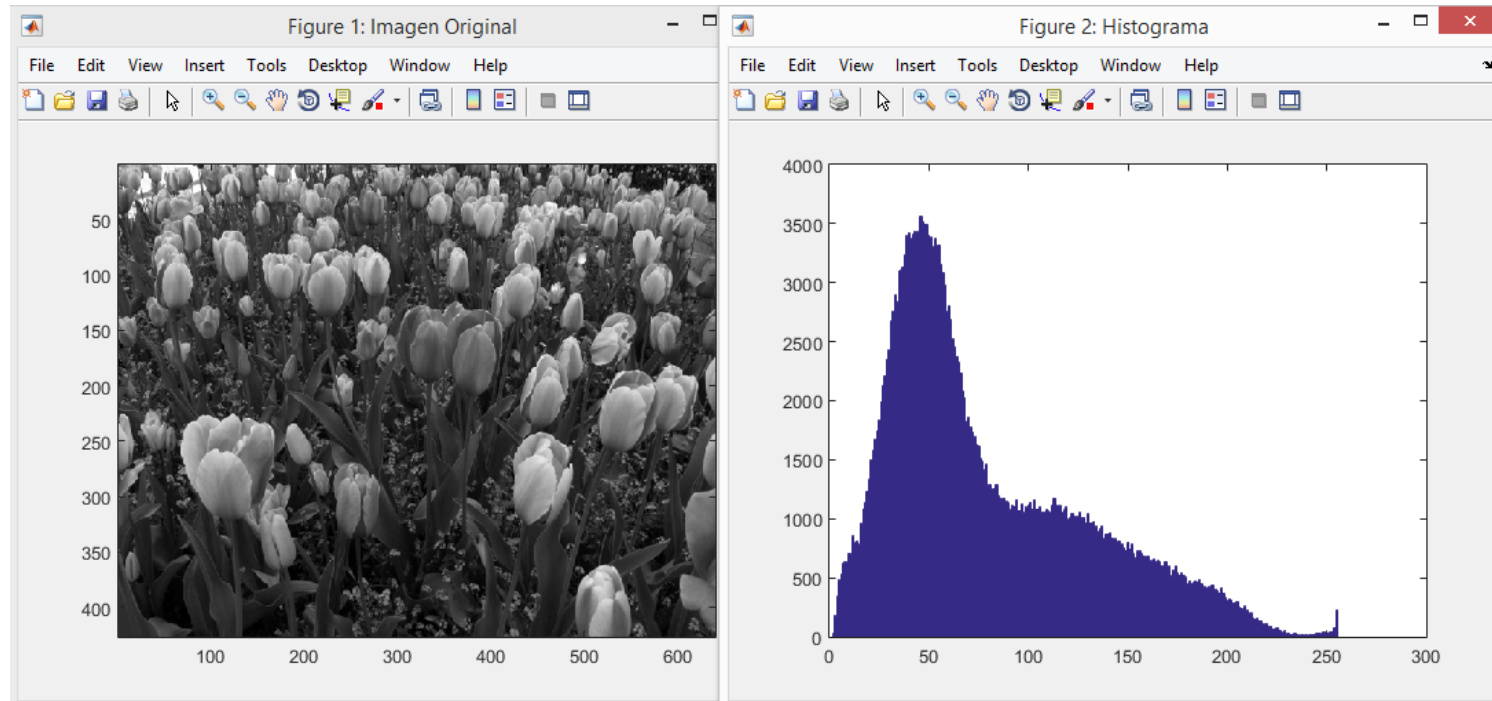 Figure 1: Imagen Original
File Edit View Insert Tools Desktop Window Help
50
100
150
200
250
300
350
400
100 200 300 400 500 600
Figure 2: Histograma
File Edit View Insert Tools Desktop Window Help
4000
3500
3000
2500
2000
1500
1000
500
0
0 50 100 150 200 250 300